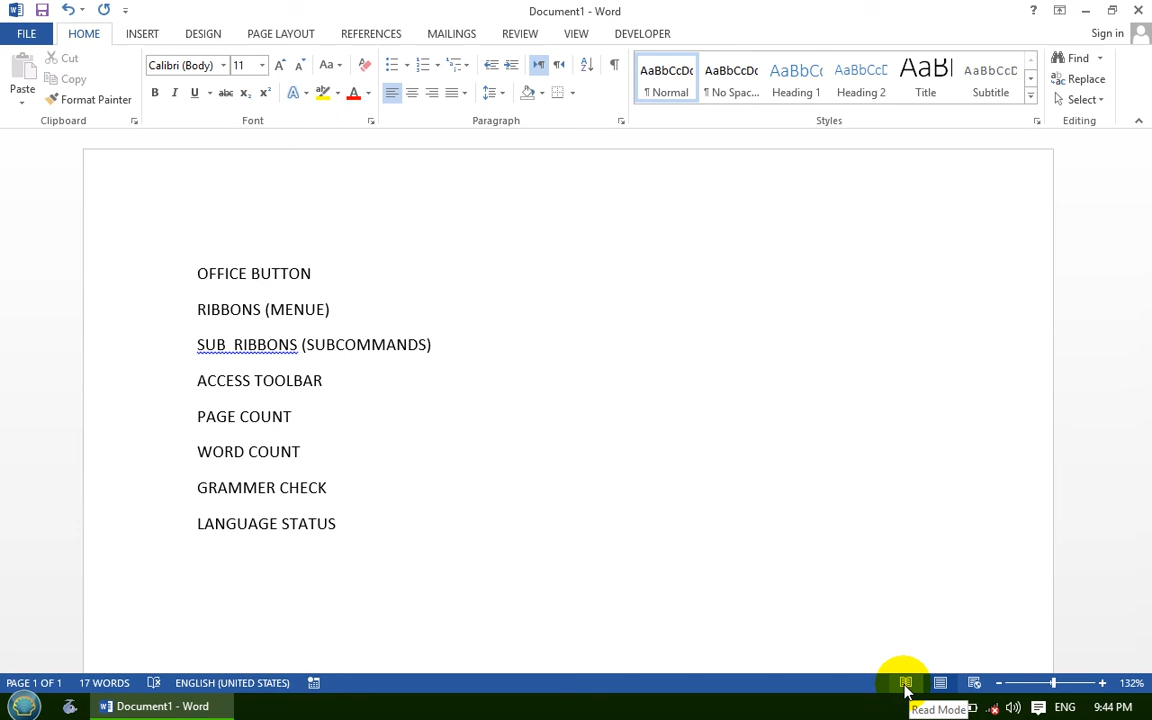 Document1 - Word
FILE HOME INSERT DESIGN PAGE LAYOUT REFERENCES MAILINGS REVIEW VIEW DEVELOPER Sign in
Cut
Copy
Format Painter
Paste
Calibri (Body) 11
Aa
AaBbCcDc AaBbCcDc AaBbCc AaBbCcC AaBl AaBbCcC
¶ Normal ¶ No Spac... Heading 1 Heading 2 Title Subtitle
Find
Replace
Select
Clipboard Font Paragraph Styles Editing
OFFICE BUTTON
RIBBONS (MENUE)
SUB RIBBONS (SUBCOMMANDS)
ACCESS TOOLBAR
PAGE COUNT
WORD COUNT
GRAMMER CHECK
LANGUAGE STATUS
PAGE 1 OF 1 17 WORDS ENGLISH (UNITED STATES) 132%
Read Mode
Document1 - Word ENG 9:44 PM